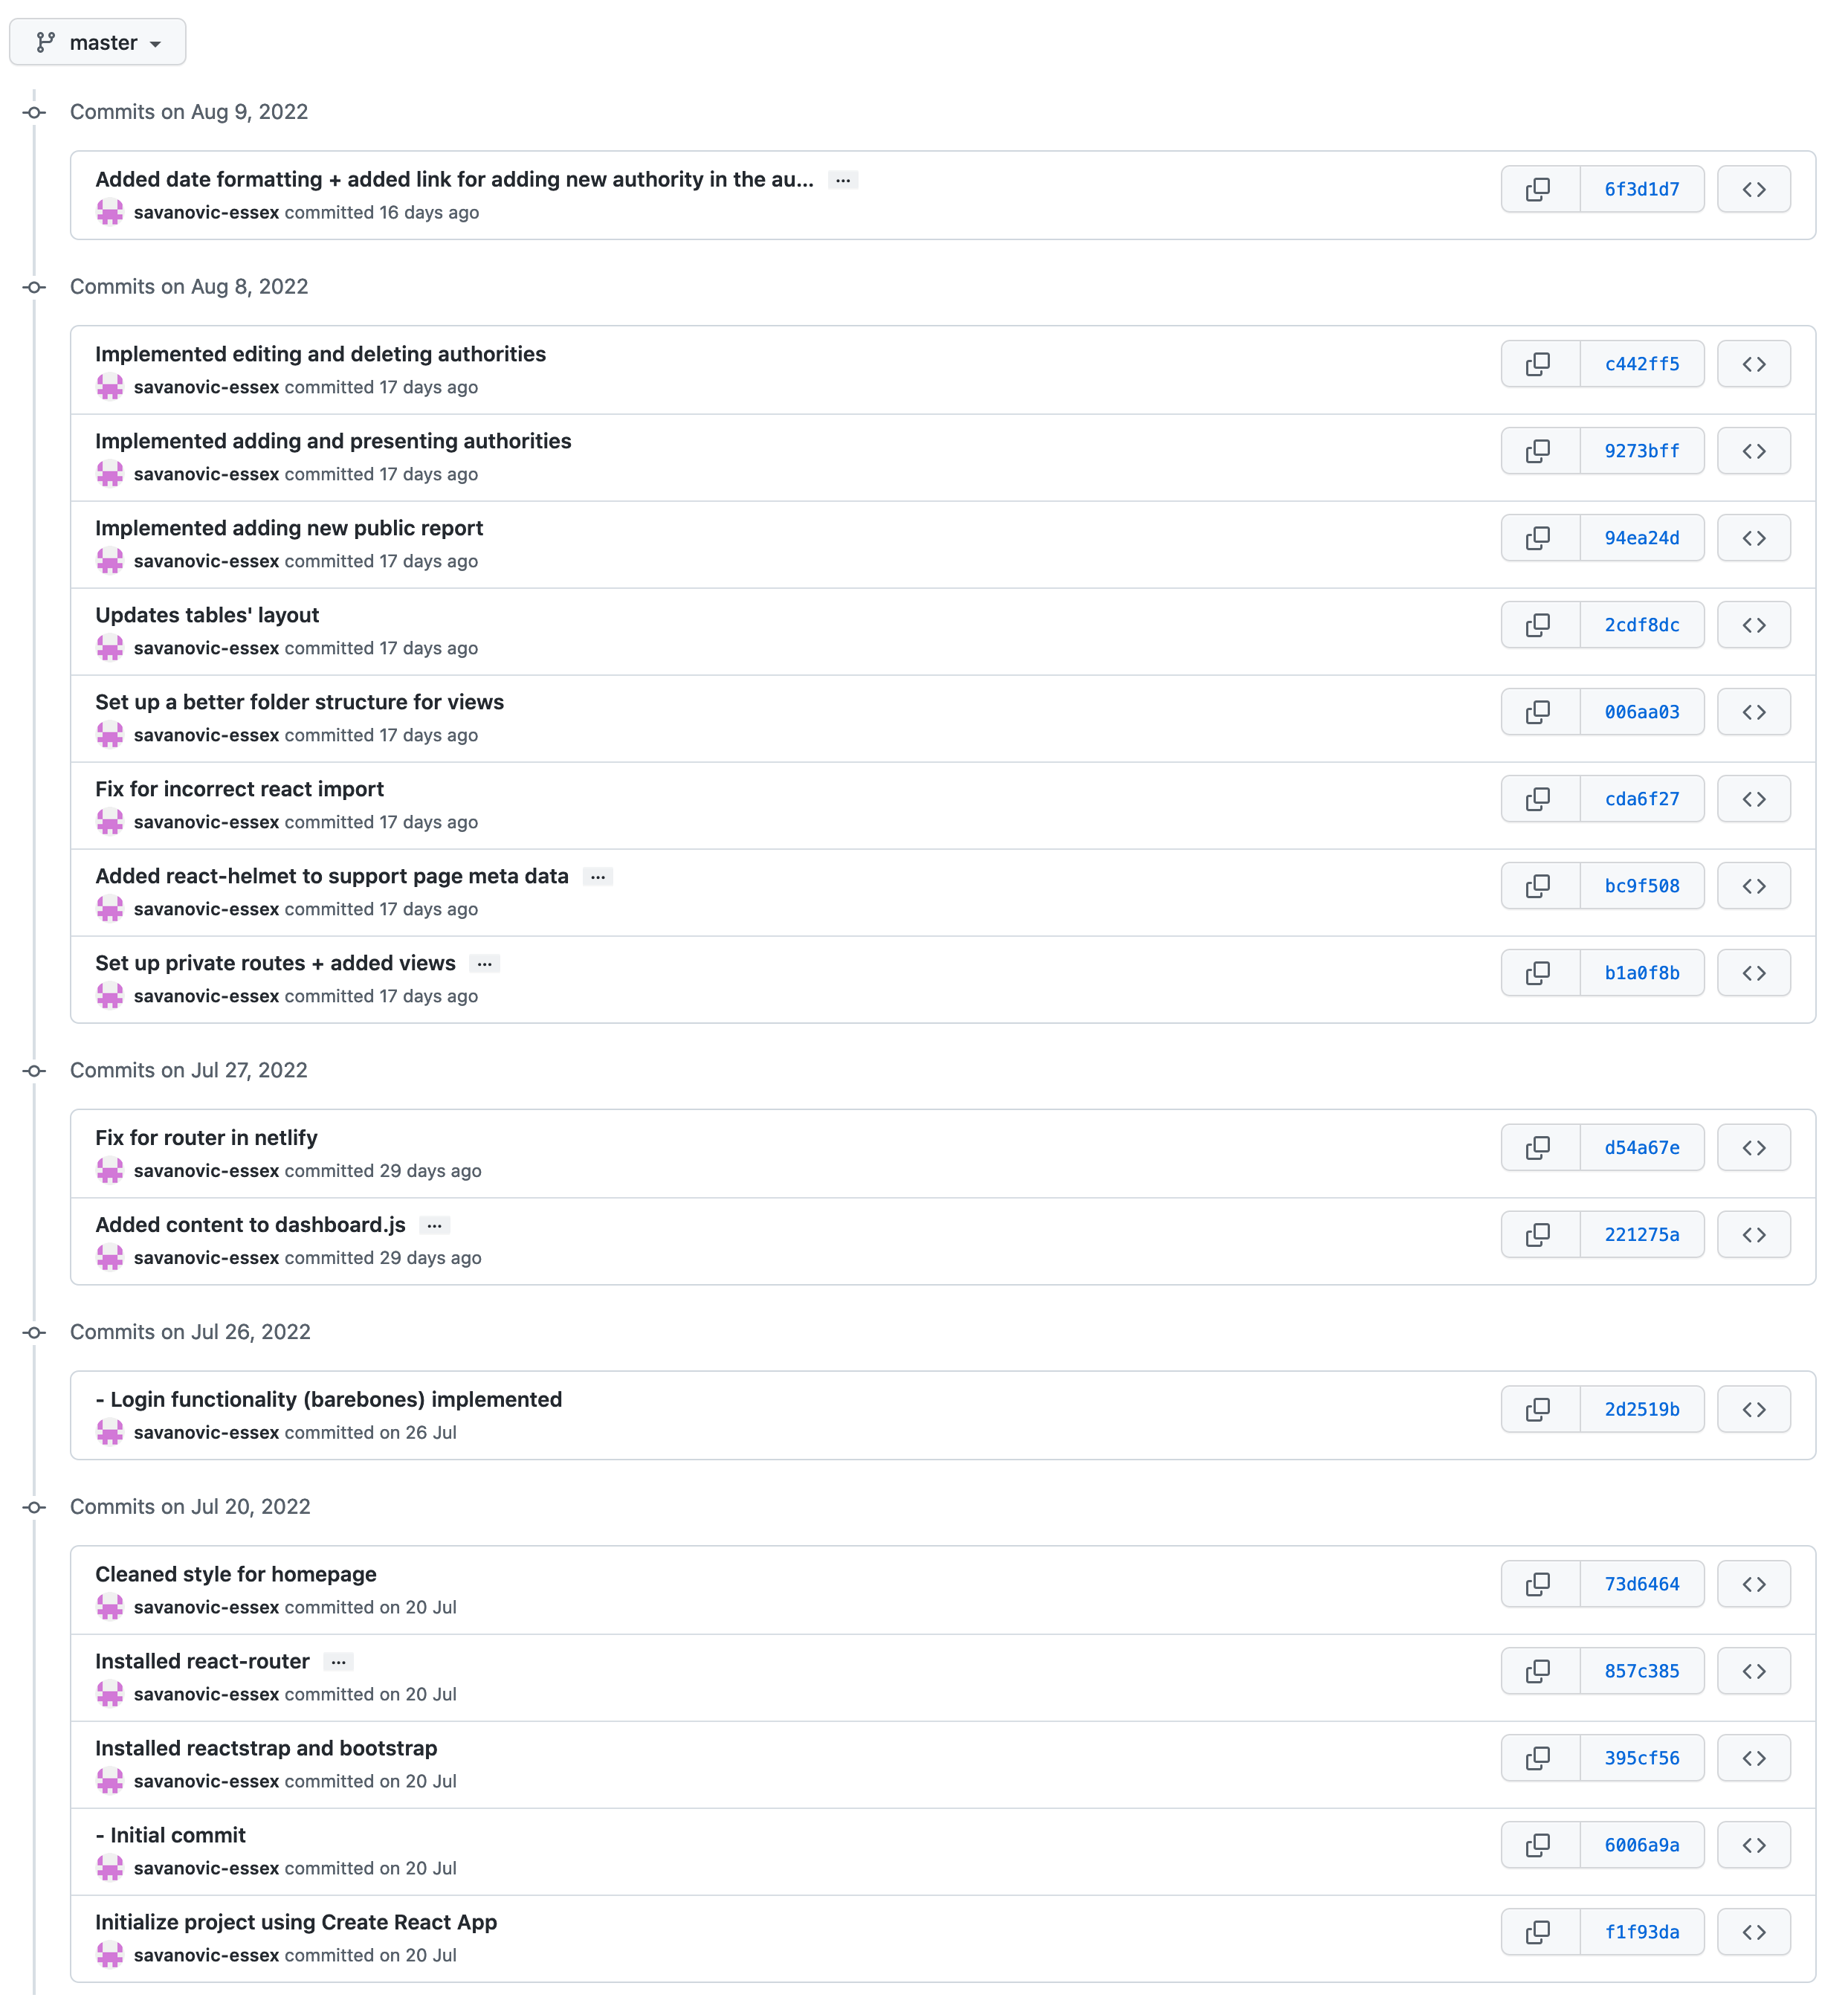 master
Commits on Aug 9, 2022
Added date formatting + added link for adding new authority in the au... ...
6f3d1d7
savanovic-essex committed 16 days ago
Commits on Aug 8, 2022
Implemented editing and deleting authorities
c442ff5
savanovic-essex committed 17 days ago
Implemented adding and presenting authorities
9273bff
savanovic-essex committed 17 days ago
Implemented adding new public report
94ea24d
savanovic-essex committed 17 days ago
Updates tables' layout
2cdf8dc
savanovic-essex committed 17 days ago
Set up a better folder structure for views
006aa03
savanovic-essex committed 17 days ago
Fix for incorrect react import
cda6f27
savanovic-essex committed 17 days ago
Added react-helmet to support page meta data ...
bc9f508
savanovic-essex committed 17 days ago
Set up private routes + added views ...
b1a0f8b
savanovic-essex committed 17 days ago
Commits on Jul 27, 2022
Fix for router in netlify
d54a67e
savanovic-essex committed 29 days ago
Added content to dashboard.js ...
221275a
savanovic-essex committed 29 days ago
Commits on Jul 26, 2022
- Login functionality (barebones) implemented
2d2519b
savanovic-essex committed on 26 Jul
Commits on Jul 20, 2022
Cleaned style for homepage
73d6464
savanovic-essex committed on 20 Jul
Installed react-router ...
857c385
savanovic-essex committed on 20 Jul
Installed reactstrap and bootstrap
395cf56
savanovic-essex committed on 20 Jul
- Initial commit
6006a9a
savanovic-essex committed on 20 Jul
Initialize project using Create React App
f1f93da
savanovic-essex committed on 20 Jul